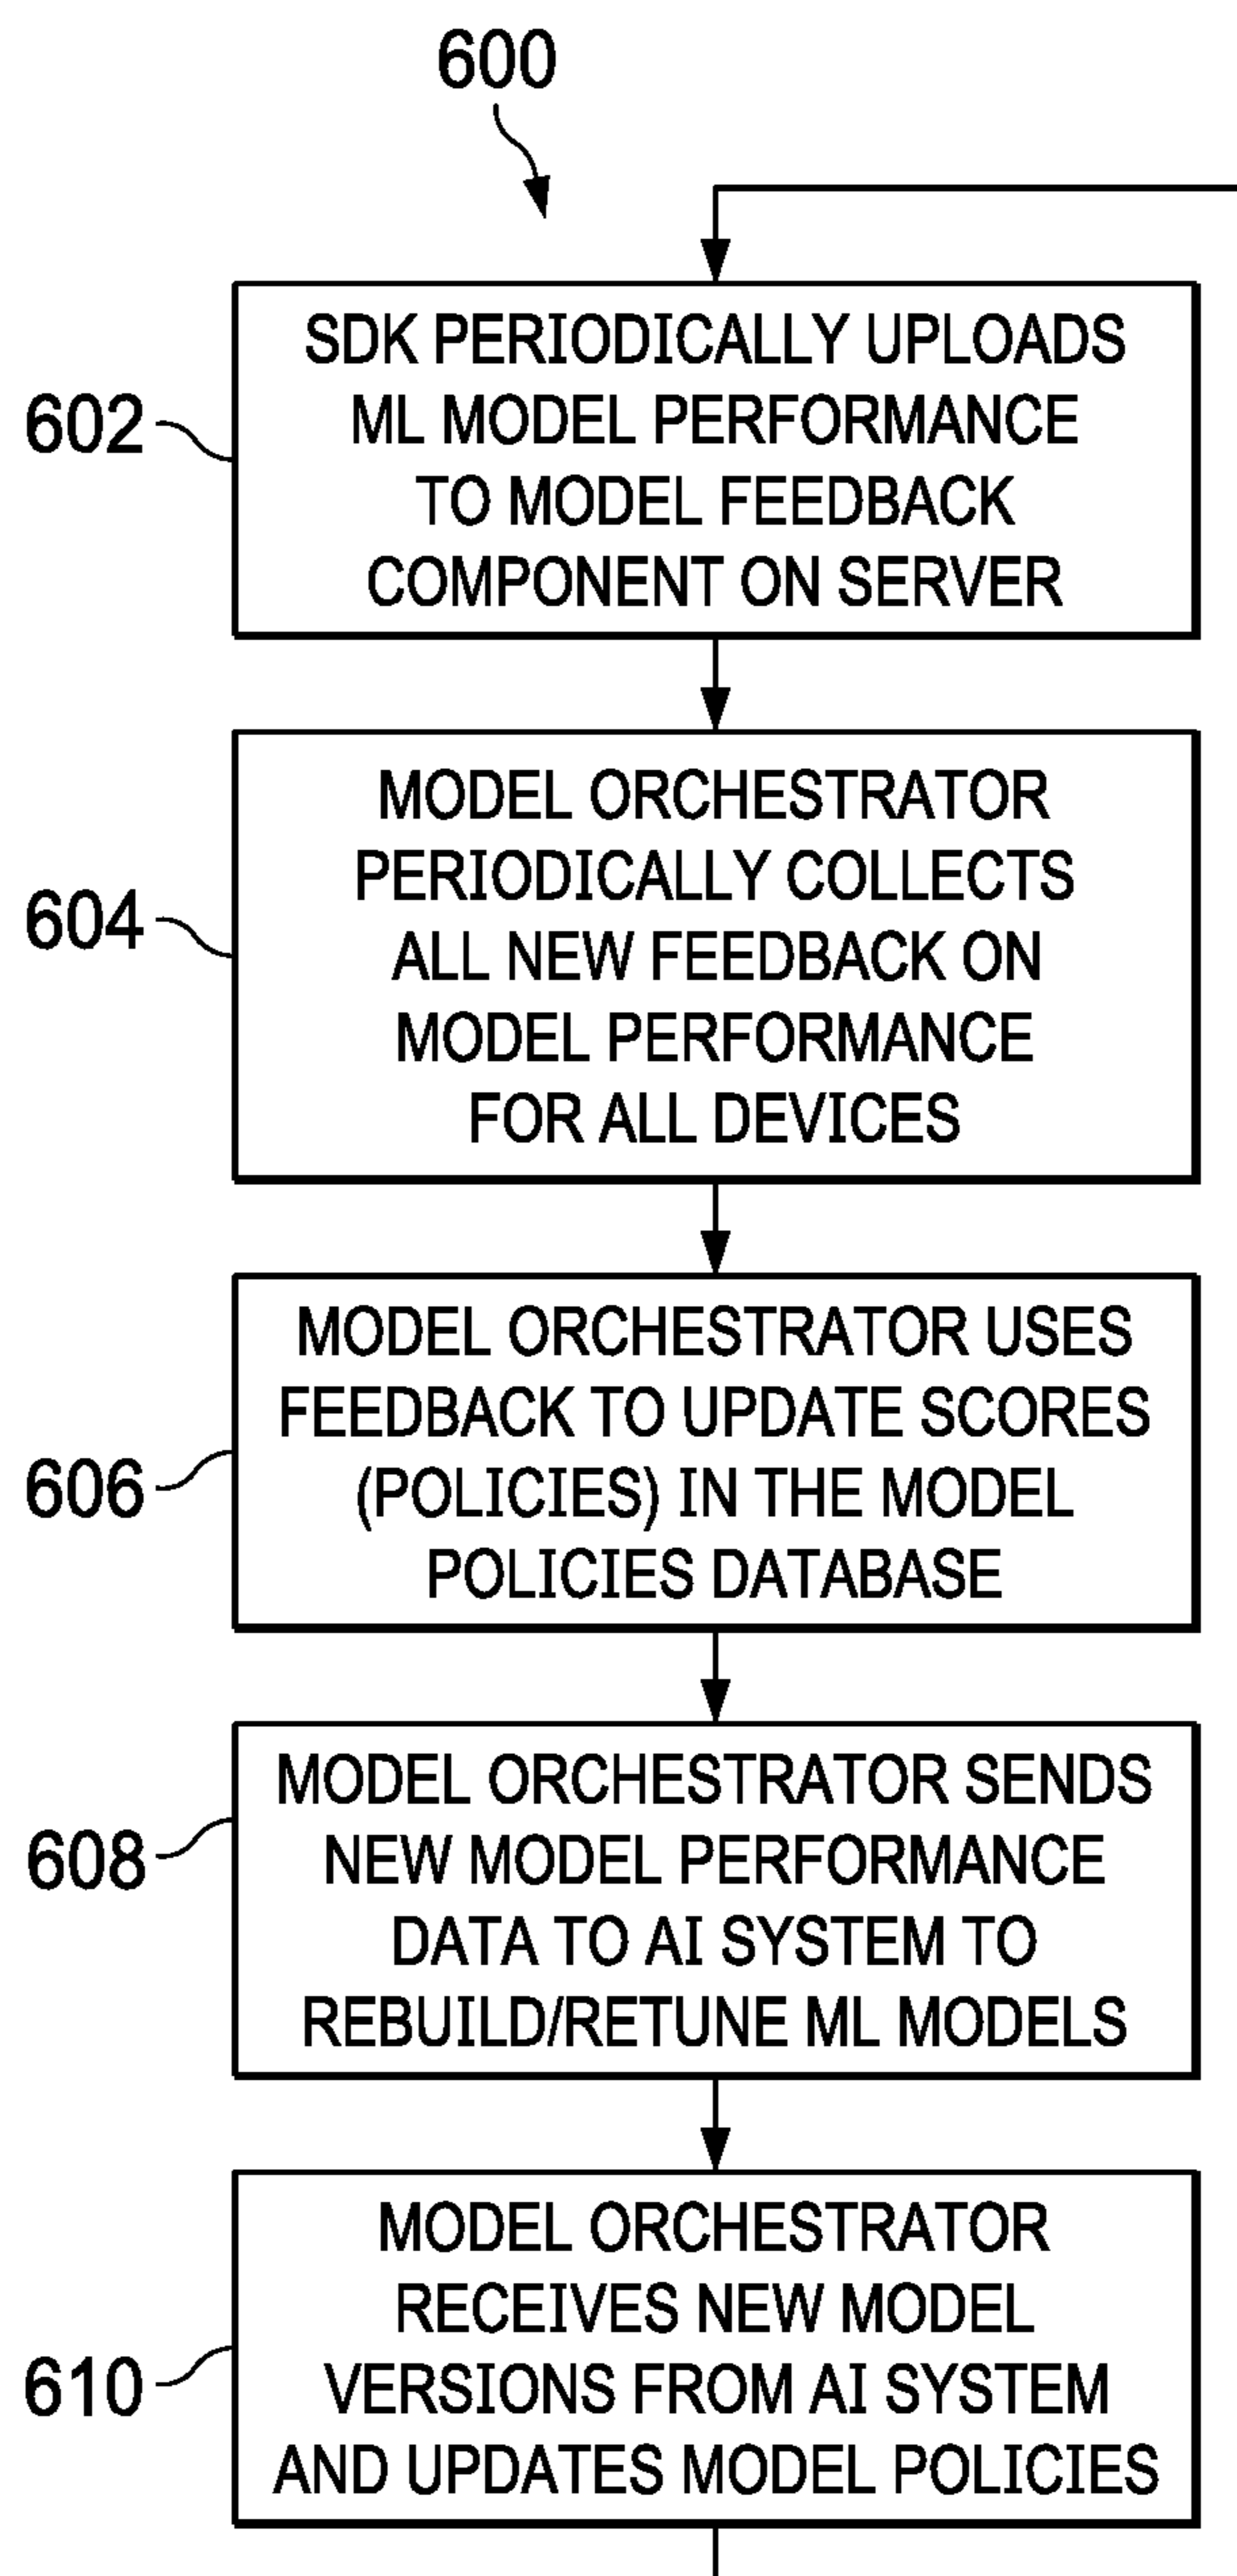 600
602
SDK PERIODICALLY UPLOADS
ML MODEL PERFORMANCE
TO MODEL FEEDBACK
COMPONENT ON SERVER
604
MODEL ORCHESTRATOR
PERIODICALLY COLLECTS
ALL NEW FEEDBACK ON
MODEL PERFORMANCE
FOR ALL DEVICES
606
MODEL ORCHESTRATOR USES
FEEDBACK TO UPDATE SCORES
(POLICIES) IN THE MODEL
POLICIES DATABASE
608
MODEL ORCHESTRATOR SENDS
NEW MODEL PERFORMANCE
DATA TO AI SYSTEM TO
REBUILD/RETUNE ML MODELS
610
MODEL ORCHESTRATOR
RECEIVES NEW MODEL
VERSIONS FROM AI SYSTEM
AND UPDATES MODEL POLICIES